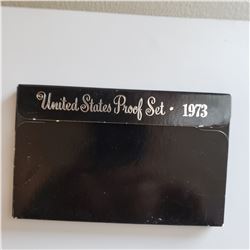 United States Proof Set • 1973